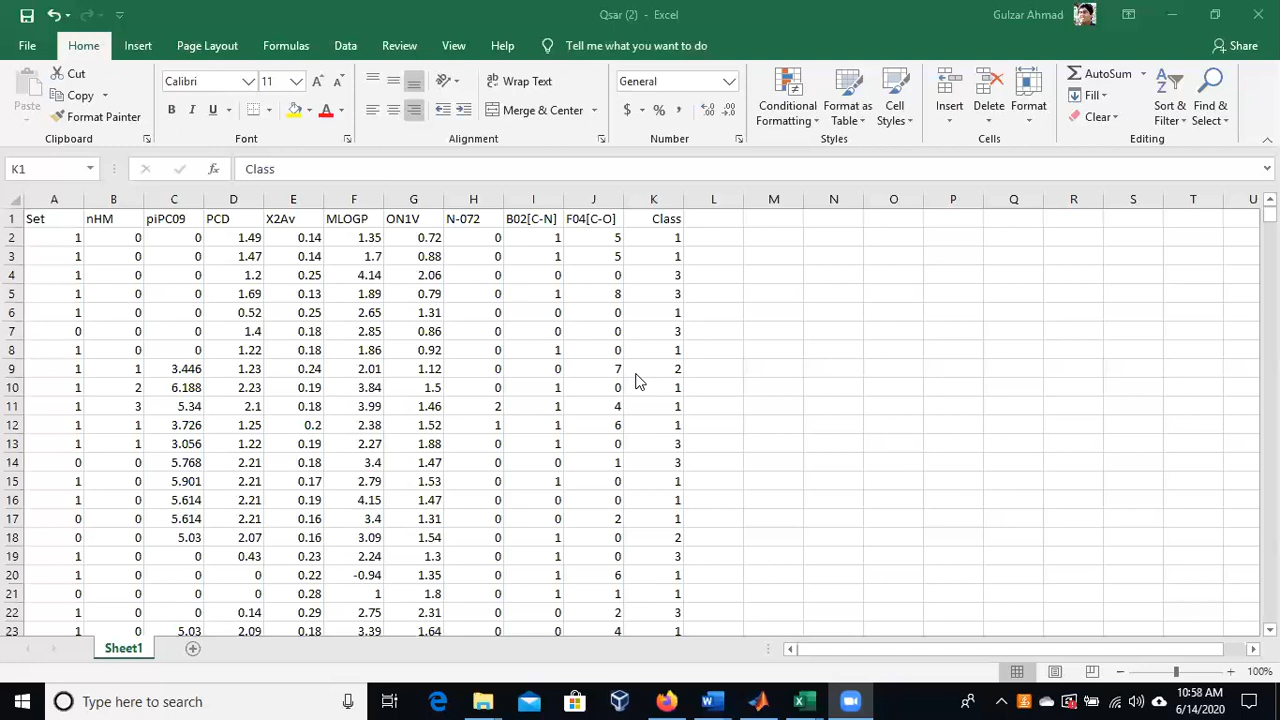 Qsar (2) - Excel
Gulzar Ahmad
File Home Insert Page Layout Formulas Data Review View Help Tell me what you want to do Share
Paste
Cut
Copy
Format Painter
Calibri 11
B I U
A A A
Wrap Text
Merge & Center
General
$ % ,
Conditional Formatting
Format as Table
Cell Styles
Insert Delete Format
AutoSum
Fill
Clear
Sort & Filter
Find & Select
Clipboard Font Alignment Number Styles Cells Editing
K1 fx Class
A B C D E F G H I J K L M N O P Q R S T U
1 Set nHM piPC09 PCD X2Av MLOGP ON1V N-072 B02[C-N] F04[C-O] Class
2 1 0 0 1.49 0.14 1.35 0.72 0 1 5 1
3 1 0 0 1.47 0.14 1.7 0.88 0 1 5 1
4 1 0 0 1.2 0.25 4.14 2.06 0 0 0 3
5 1 0 0 1.69 0.13 1.89 0.79 0 1 8 3
6 1 0 0 0.52 0.25 2.65 1.31 0 0 0 1
7 0 0 0 1.4 0.18 2.85 0.86 0 0 0 3
8 1 0 0 1.22 0.18 1.86 0.92 0 1 0 1
9 1 1 3.446 1.23 0.24 2.01 1.12 0 0 7 2
10 1 2 6.188 2.23 0.19 3.84 1.5 0 1 0 1
11 1 3 5.34 2.1 0.18 3.99 1.46 2 1 4 1
12 1 1 3.726 1.25 0.2 2.38 1.52 1 1 6 1
13 1 1 3.056 1.22 0.19 2.27 1.88 0 1 0 3
14 0 0 5.768 2.21 0.18 3.4 1.47 0 0 1 3
15 1 0 5.901 2.21 0.17 2.79 1.53 0 1 0 1
16 1 0 5.614 2.21 0.19 4.15 1.47 0 0 0 1
17 0 0 5.614 2.21 0.16 3.4 1.31 0 0 2 1
18 0 0 5.03 2.07 0.16 3.09 1.54 0 1 0 2
19 1 0 0 0.43 0.23 2.24 1.3 0 1 0 3
20 1 0 0 0 0.22 -0.94 1.35 0 1 6 1
21 0 0 0 0 0.28 1 1.8 0 1 1 1
22 1 0 0 0.14 0.29 2.75 2.31 0 0 2 3
23 1 0 5.03 2.09 0.18 3.39 1.64 0 0 4 1
Sheet1
100%
Type here to search
10:58 AM
6/14/2020